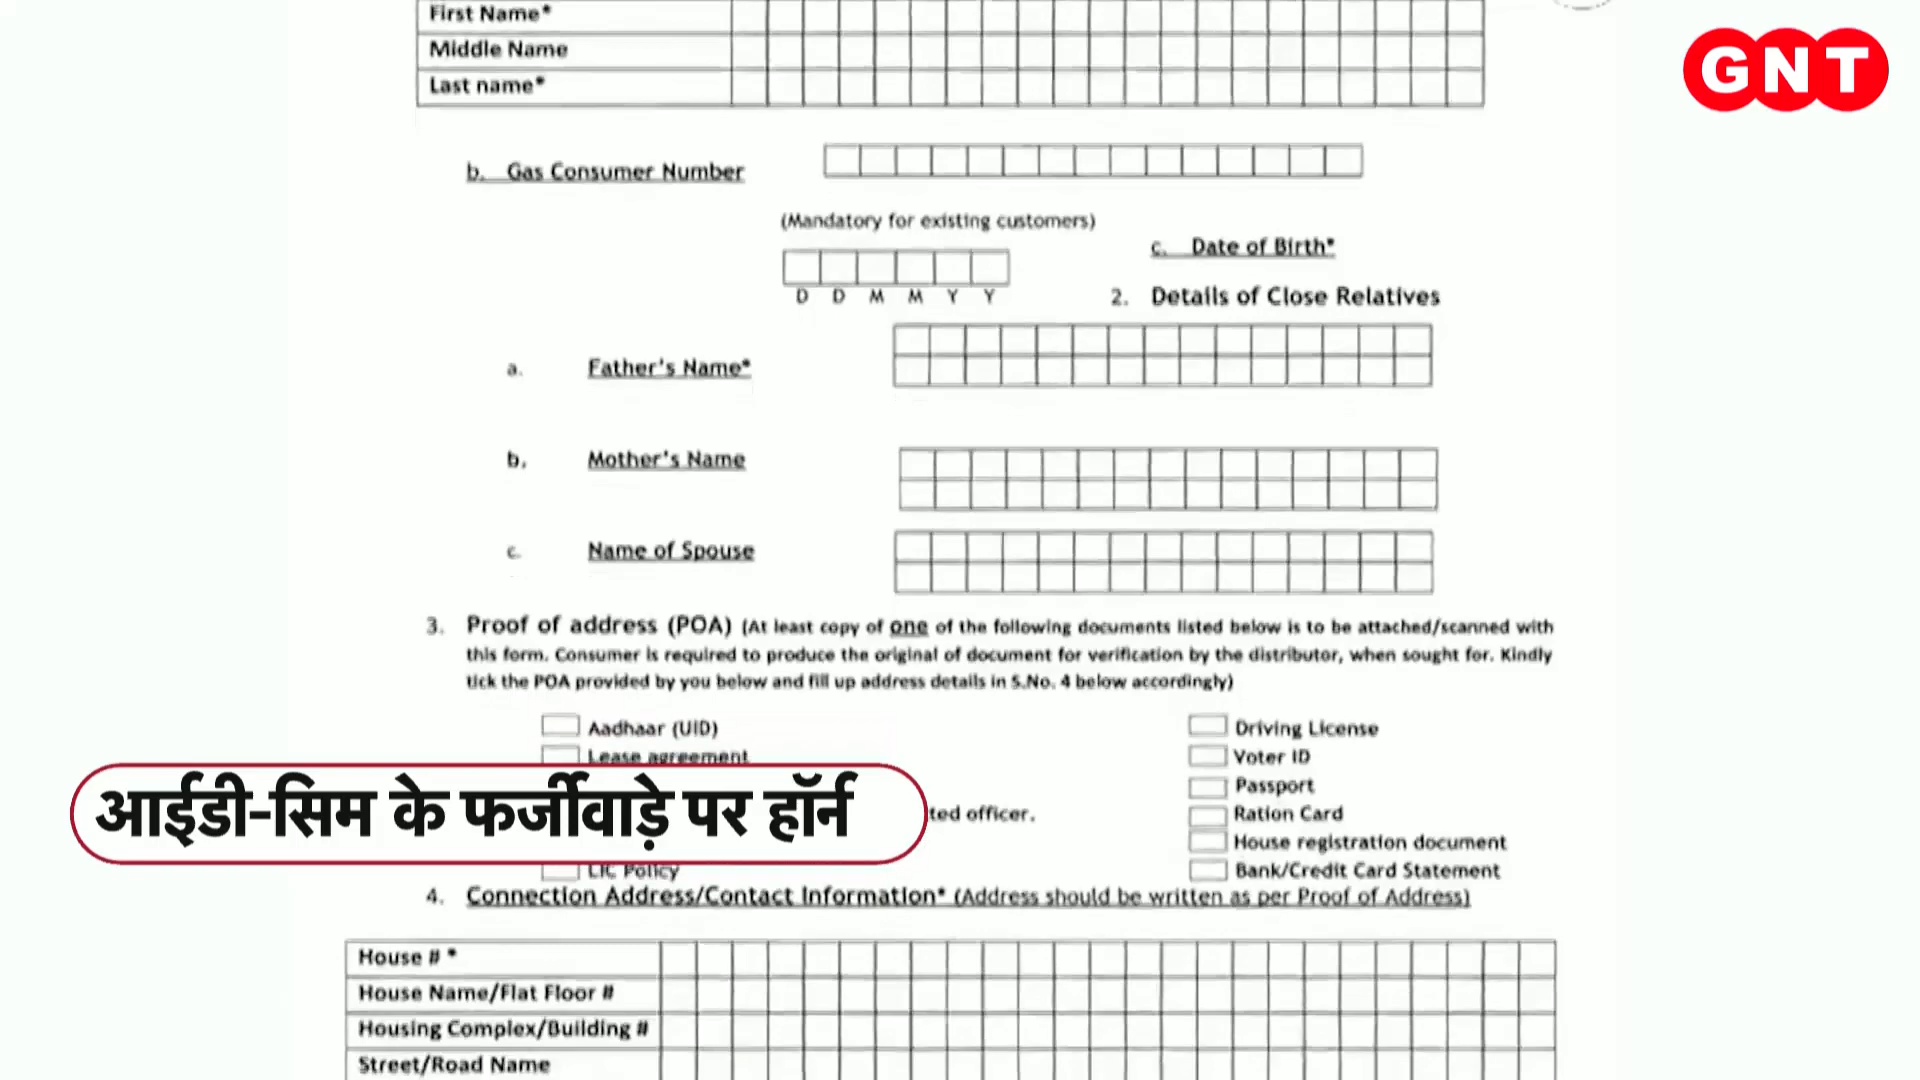 First Name*
GNT
Middle Name
Last name*
b. Gas Consumer Number
(Mandatory for existing customers)
c. Date of Birth*
D D M M Y Y
2. Details of Close Relatives
a. Father's Name*
b. Mother's Name
c. Name of Spouse
3. Proof of address (POA) (At least copy of one of the following documents listed below is to be attached/scanned with
this form. Consumer is required to produce the original of document for verification by the distributor, when sought for. Kindly
tick the POA provided by you below and fill up address details in S.No. 4 below accordingly)
Aadhaar (UID) Driving License
Lease agreement Voter ID
Passport
आईडी-सिम के फर्जीवाड़े पर हॉर्न
ted officer. Ration Card
House registration document
LIC Policy Bank/Credit Card Statement
4. Connection Address/Contact Information* (Address should be written as per Proof of Address)
House # *
House Name/Flat Floor #
Housing Complex/Building #
Street/Road Name